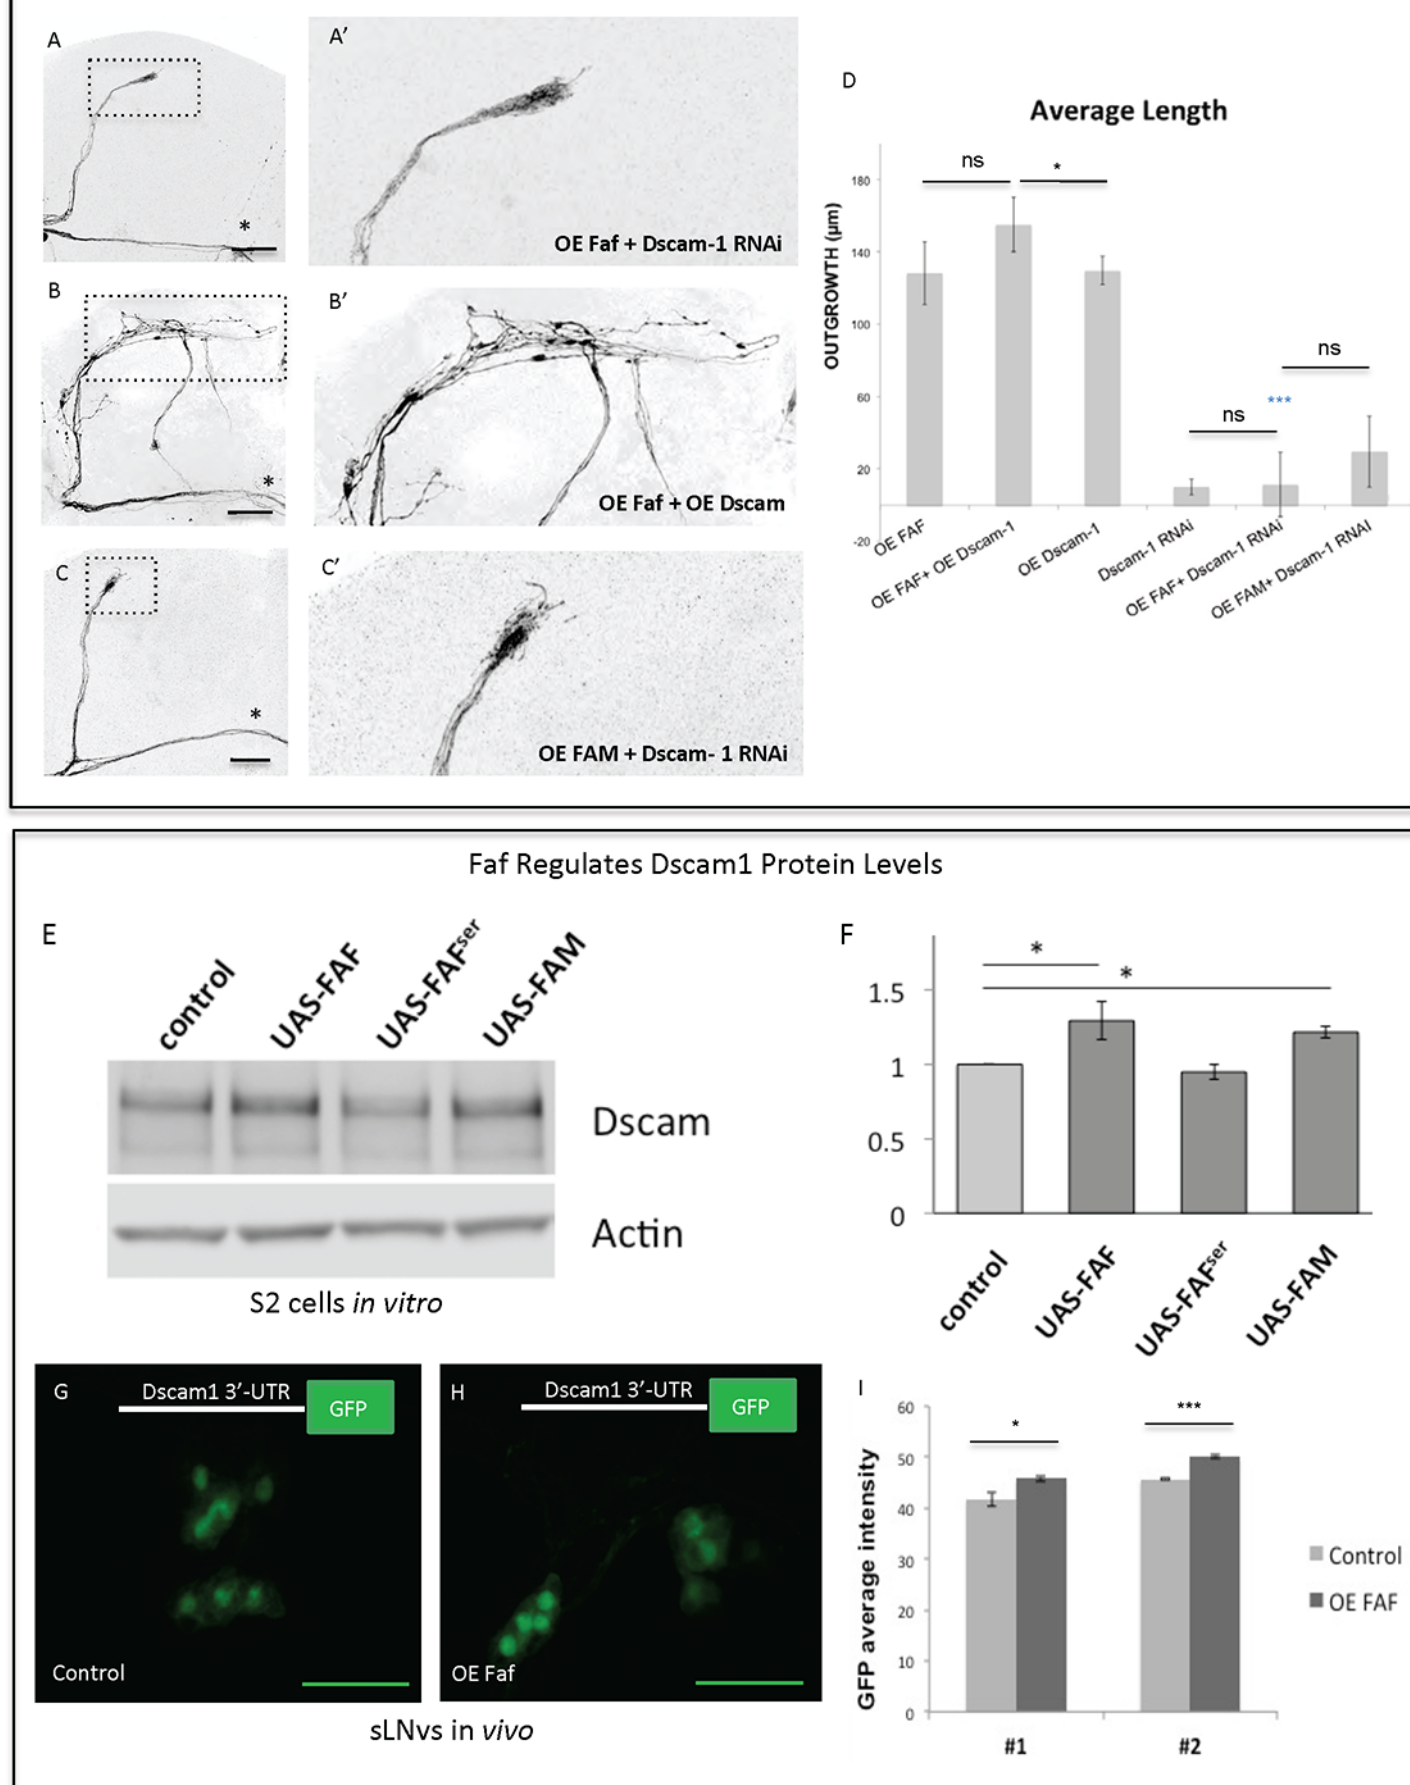 A
A'
*
OE Faf + Dscam-1 RNAi
B
B'
*
OE Faf + OE Dscam
C
C'
*
OE FAM + Dscam- 1 RNAi
D
Average Length
OUTGROWTH (µm)
180
140
100
60
20
-20
ns
*
ns
***
ns
OE FAF
OE FAF+ OE Dscam-1
OE Dscam-1
Dscam-1 RNAi
OE FAF+ Dscam-1 RNAi
OE FAM+ Dscam-1 RNAI
Faf Regulates Dscam1 Protein Levels
E
control
UAS-FAF
UAS-FAFser
UAS-FAM
Dscam
Actin
S2 cells in vitro
F
*
*
1.5
1
0.5
0
control
UAS-FAF
UAS-FAFser
UAS-FAM
G
Dscam1 3'-UTR
GFP
Control
H
Dscam1 3'-UTR
GFP
OE Faf
sLNvs in vivo
I
GFP average intensity
60
50
40
30
20
10
0
*
***
#1
#2
Control
OE FAF